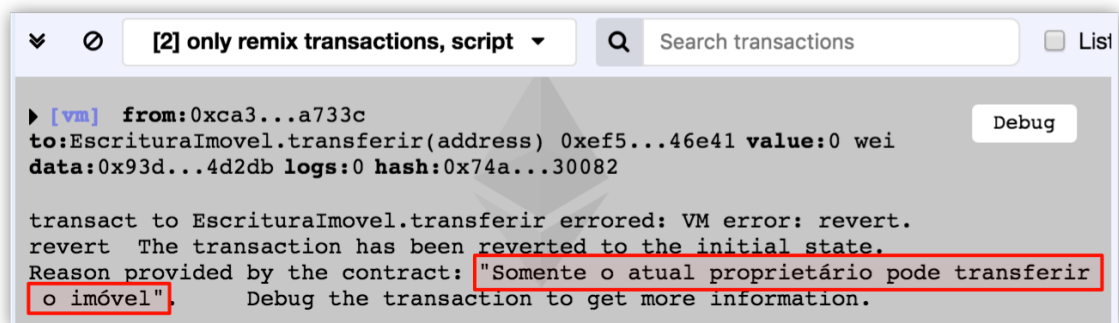 [2] only remix transactions, script
Search transactions
List
[vm] from:0xca3...a733c
Debug
to:EscrituraImovel.transferir(address) 0xef5...46e41 value:0 wei
data:0x93d...4d2db logs:0 hash:0x74a...30082
transact to EscrituraImovel.transferir errored: VM error: revert.
revert The transaction has been reverted to the initial state.
Reason provided by the contract: "Somente o atual proprietário pode transferir
o imóvel". Debug the transaction to get more information.